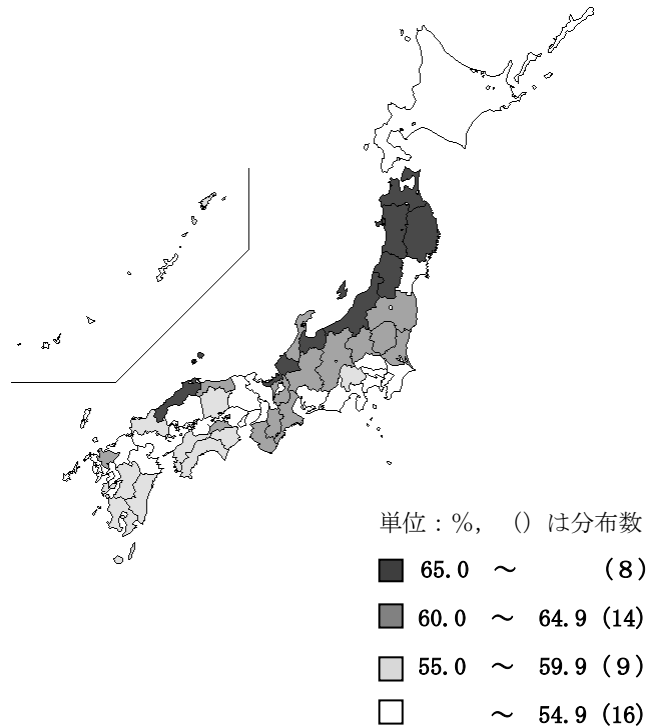 単位：%， （）は分布数
65.0 ～ (８)
60.0 ～ 64.9 (14)
55.0 ～ 59.9 (９)
～ 54.9 (16)